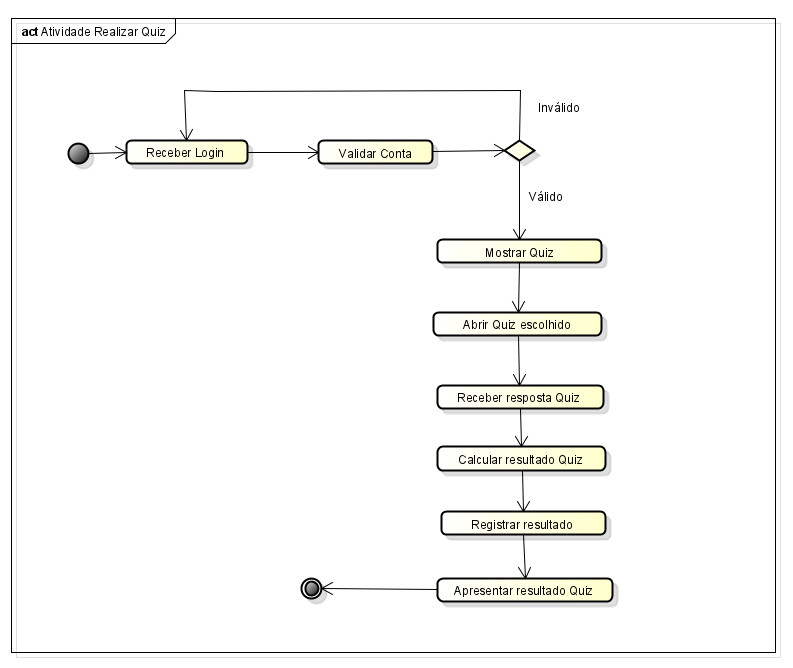 act Atividade Realizar Quiz
Inválido
Receber Login
Validar Conta
Válido
Mostrar Quiz
Abrir Quiz escolhido
Receber resposta Quiz
Calcular resultado Quiz
Registrar resultado
Apresentar resultado Quiz